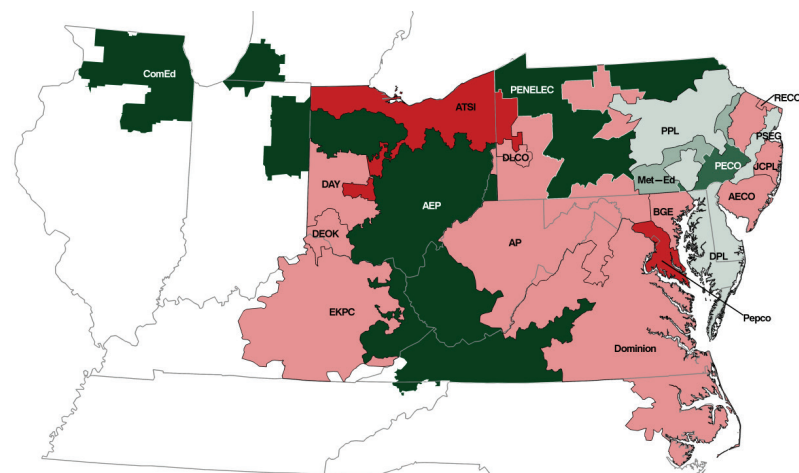 ComEd
PENELEC
RECO
ATSI
PPL
PSEG
DLCO
PECO
JCPL
DAY
Met-Ed
AECO
AEP
BGE
DEOK
AP
DPL
EKPC
Pepco
Dominion